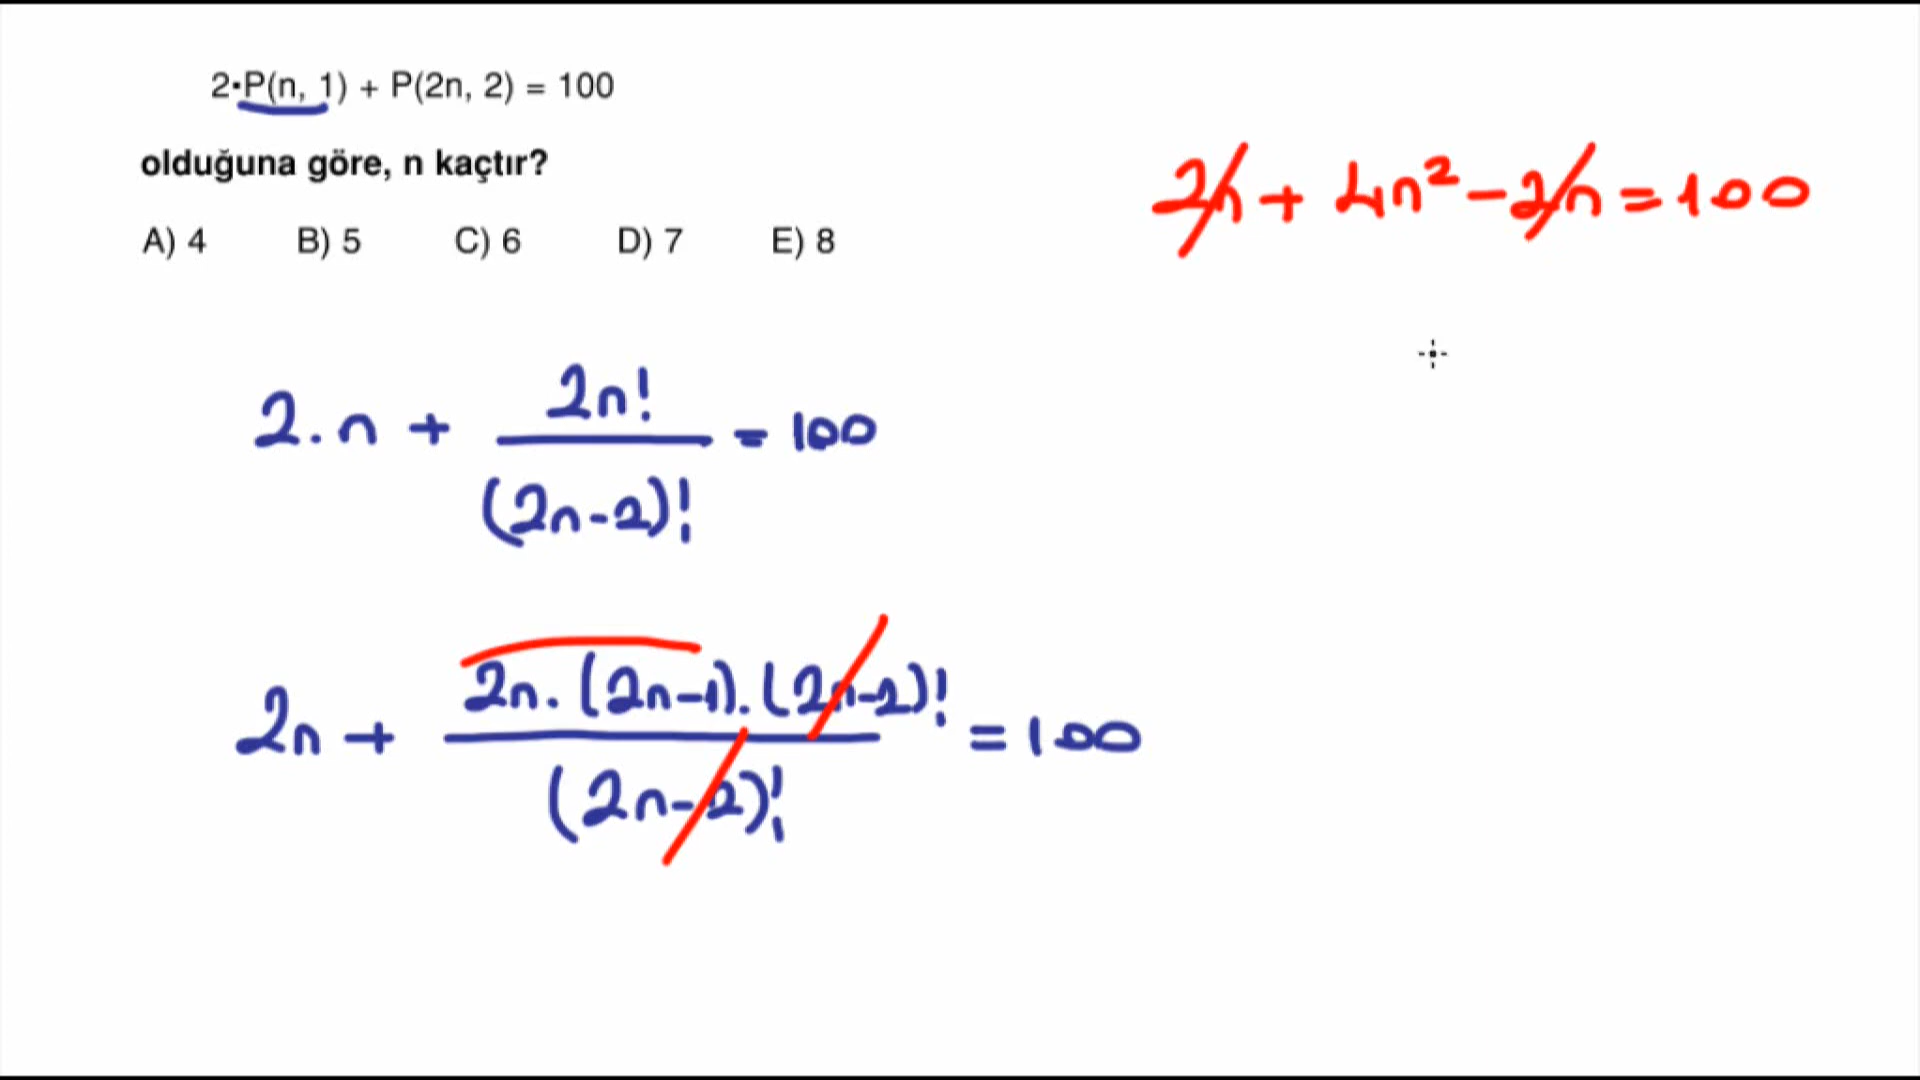 2·P(n, 1) + P(2n, 2) = 100
olduğuna göre, n kaçtır?
A) 4 B) 5 C) 6 D) 7 E) 8
2n + 4n² - 2n = 100
2.n + 2n! / (2n-2)! = 100
2n + 2n.(2n-1).(2n-2)! / (2n-2)! = 100